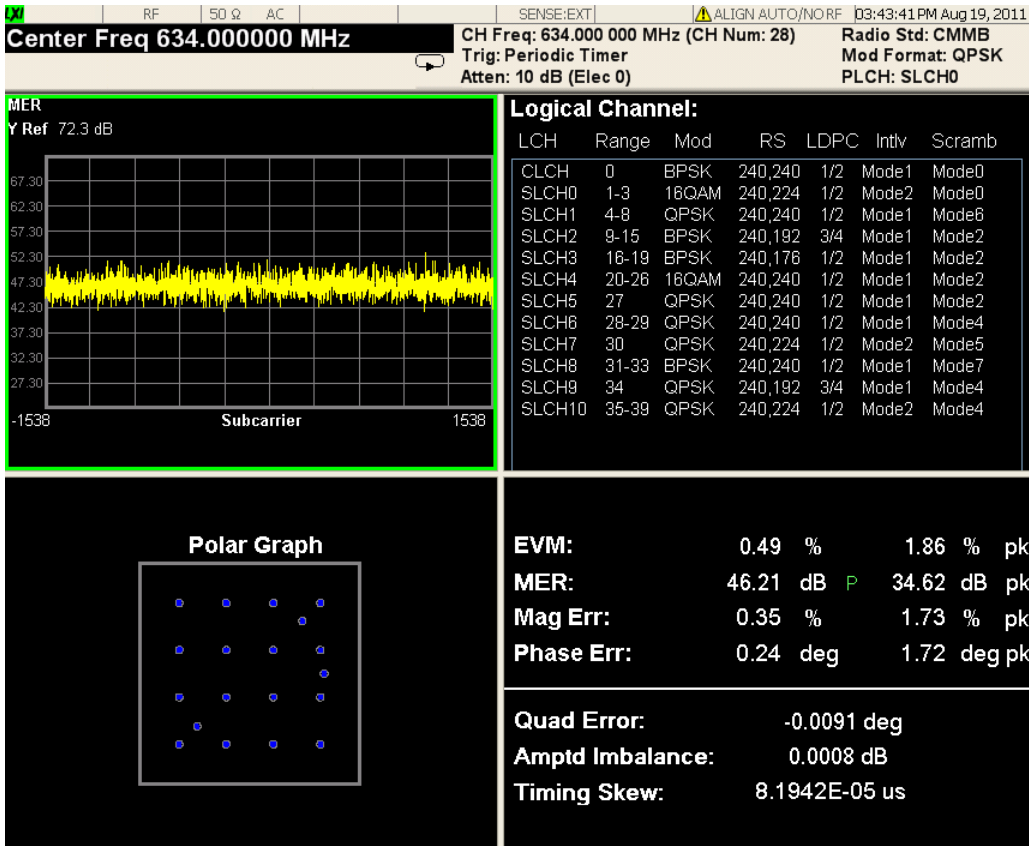 LXI RF 50 Ω AC SENSE:EXT ALIGN AUTO/NO RF 03:43:41 PM Aug 19, 2011
Center Freq 634.000000 MHz
CH Freq: 634.000 000 MHz (CH Num: 28) Radio Std: CMMB
Trig: Periodic Timer Mod Format: QPSK
Atten: 10 dB (Elec 0) PLCH: SLCH0
MER
Y Ref 72.3 dB
67.30
62.30
57.30
52.30
47.30
42.30
37.30
32.30
27.30
-1538 Subcarrier 1538
Logical Channel:
LCH Range Mod RS LDPC Intlv Scramb
CLCH 0 BPSK 240,240 1/2 Mode1 Mode0
SLCH0 1-3 16QAM 240,224 1/2 Mode2 Mode0
SLCH1 4-8 QPSK 240,240 1/2 Mode1 Mode6
SLCH2 9-15 BPSK 240,192 3/4 Mode1 Mode2
SLCH3 16-19 BPSK 240,176 1/2 Mode1 Mode2
SLCH4 20-26 16QAM 240,240 1/2 Mode1 Mode2
SLCH5 27 QPSK 240,240 1/2 Mode1 Mode2
SLCH6 28-29 QPSK 240,240 1/2 Mode1 Mode4
SLCH7 30 QPSK 240,224 1/2 Mode2 Mode5
SLCH8 31-33 BPSK 240,240 1/2 Mode1 Mode7
SLCH9 34 QPSK 240,192 3/4 Mode1 Mode4
SLCH10 35-39 QPSK 240,224 1/2 Mode2 Mode4
Polar Graph
EVM: 0.49 % 1.86 % pk
MER: 46.21 dB P 34.62 dB pk
Mag Err: 0.35 % 1.73 % pk
Phase Err: 0.24 deg 1.72 deg pk
Quad Error: -0.0091 deg
Amptd Imbalance: 0.0008 dB
Timing Skew: 8.1942E-05 us